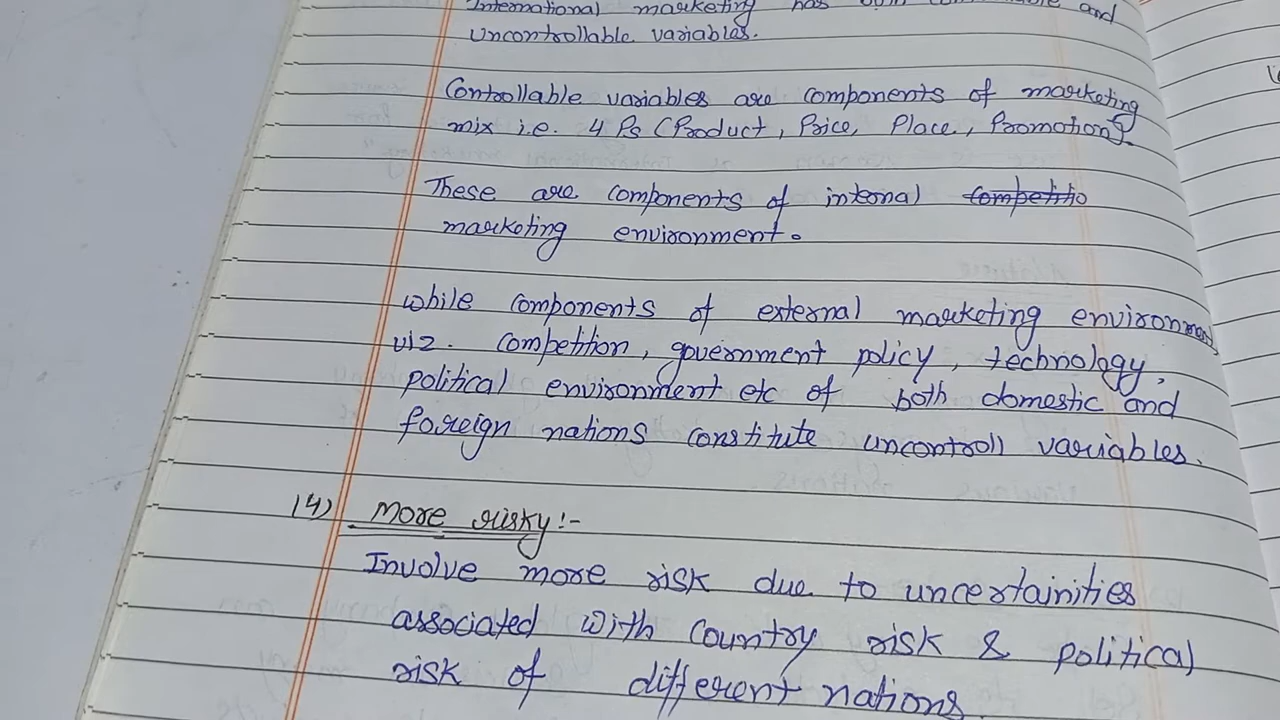 International marketing has both and
Uncontrollable variables.
Controllable variables are components of marketing
mix i.e. 4 Ps (Product, Price, Place, Promotion).
These are components of internal competitio
marketing environment.
while components of external marketing environment
viz. competition, government policy, technology,
political environment etc of both domestic and
foreign nations constitute uncontroll variables.
(4) More risky:-
Involve more risk due to uncertainities
associated with country risk & political
risk of different nations